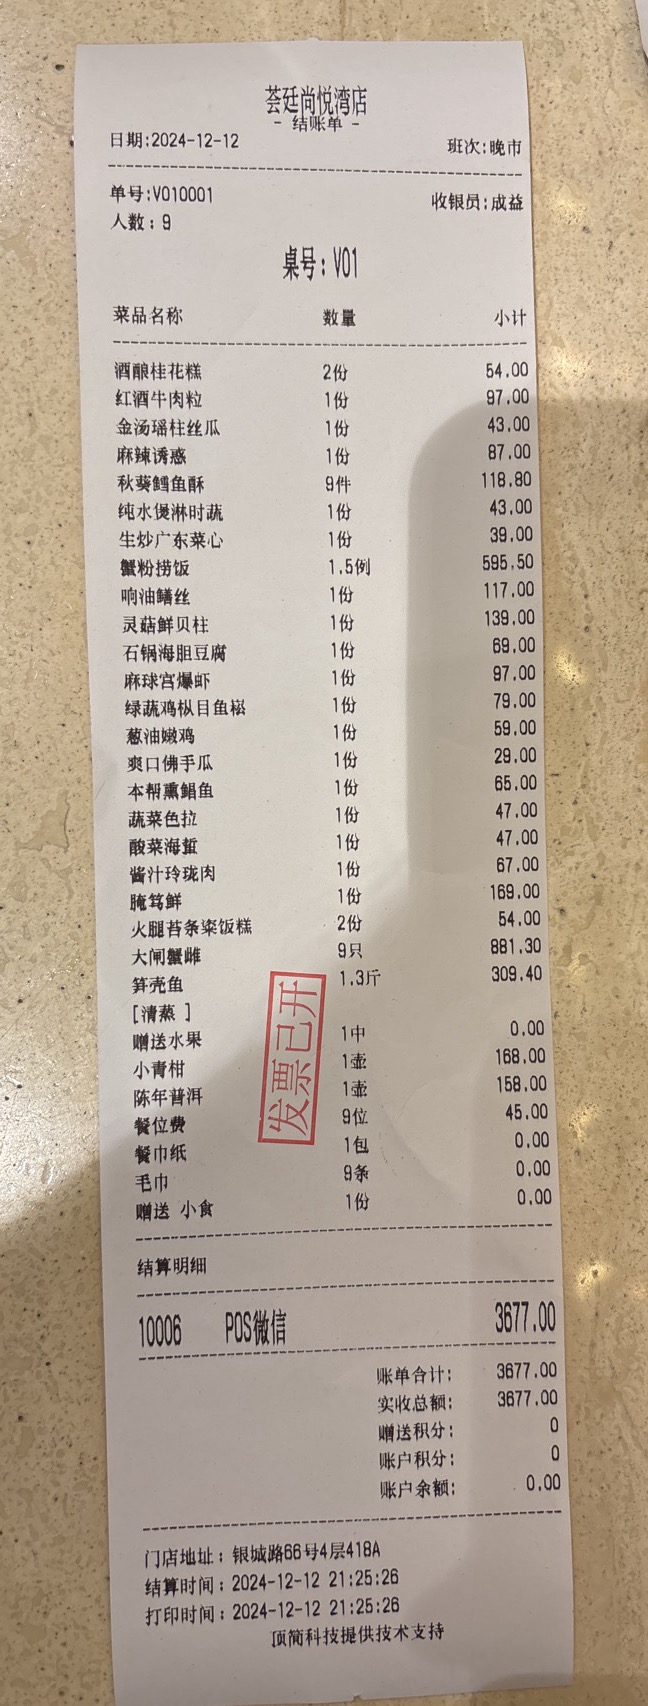 荟廷尚悦湾店
- 结账单 -
日期:2024-12-12 班次:晚市
单号:V010001 收银员:成益
人数:9
桌号:V01
菜品名称 数量 小计
酒酿桂花糕 2份 54.00
红酒牛肉粒 1份 97.00
金汤瑶柱丝瓜 1份 43.00
麻辣诱惑 1份 87.00
秋葵鳕鱼酥 9件 118.80
纯水煲淋时蔬 1份 43.00
生炒广东菜心 1份 39.00
蟹粉捞饭 1.5例 595.50
响油鳝丝 1份 117.00
灵菇鲜贝柱 1份 139.00
石锅海胆豆腐 1份 69.00
麻球宫爆虾 1份 97.00
绿蔬鸡枞目鱼崧 1份 79.00
葱油嫩鸡 1份 59.00
爽口佛手瓜 1份 29.00
本帮熏鲳鱼 1份 65.00
蔬菜色拉 1份 47.00
酸菜海蜇 1份 47.00
酱汁玲珑肉 1份 67.00
腌笃鲜 1份 169.00
火腿苔条粢饭糕 2份 54.00
大闸蟹雌 9只 881.30
笋壳鱼 1.3斤 309.40
[清蒸 ]
赠送水果 1中 0.00
小青柑 1壶 168.00
陈年普洱 1壶 158.00
餐位费 9位 45.00
餐巾纸 1包 0.00
毛巾 9条 0.00
赠送 小食 1份 0.00
发票已开
结算明细
10006 POS微信 3677.00
账单合计: 3677.00
实收总额: 3677.00
赠送积分: 0
账户积分: 0
账户余额: 0.00
门店地址:银城路66号4层418A
结算时间:2024-12-12 21:25:26
打印时间:2024-12-12 21:25:26
顶简科技提供技术支持